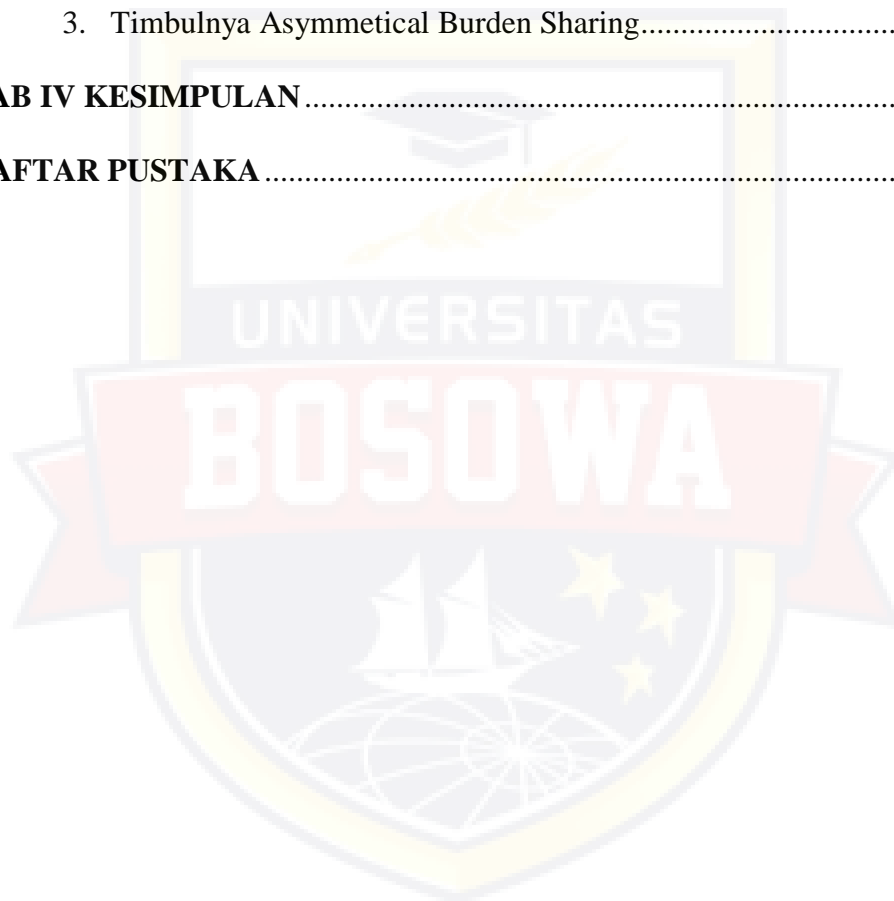 3. Timbulnya Asymmetical Burden Sharing................................
AB IV KESIMPULAN..........................................................................
AFTAR PUSTAKA...............................................................................
UNIVERSITAS
BOSOWA